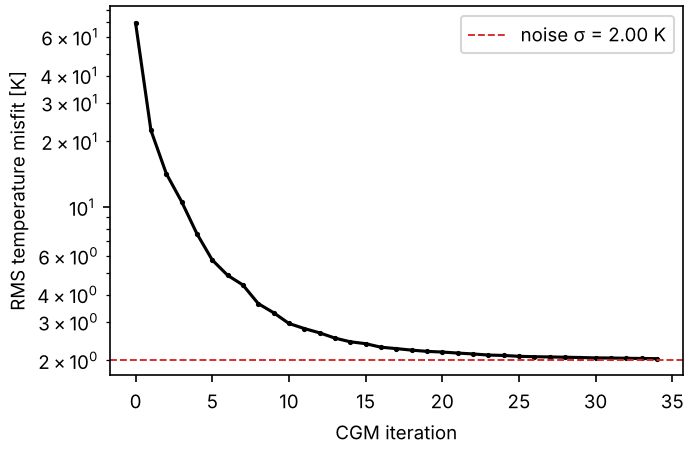 noise σ = 2.00 K
RMS temperature misfit [K]
6 × 10¹
4 × 10¹
3 × 10¹
2 × 10¹
10¹
6 × 10⁰
4 × 10⁰
3 × 10⁰
2 × 10⁰
0 5 10 15 20 25 30 35
CGM iteration